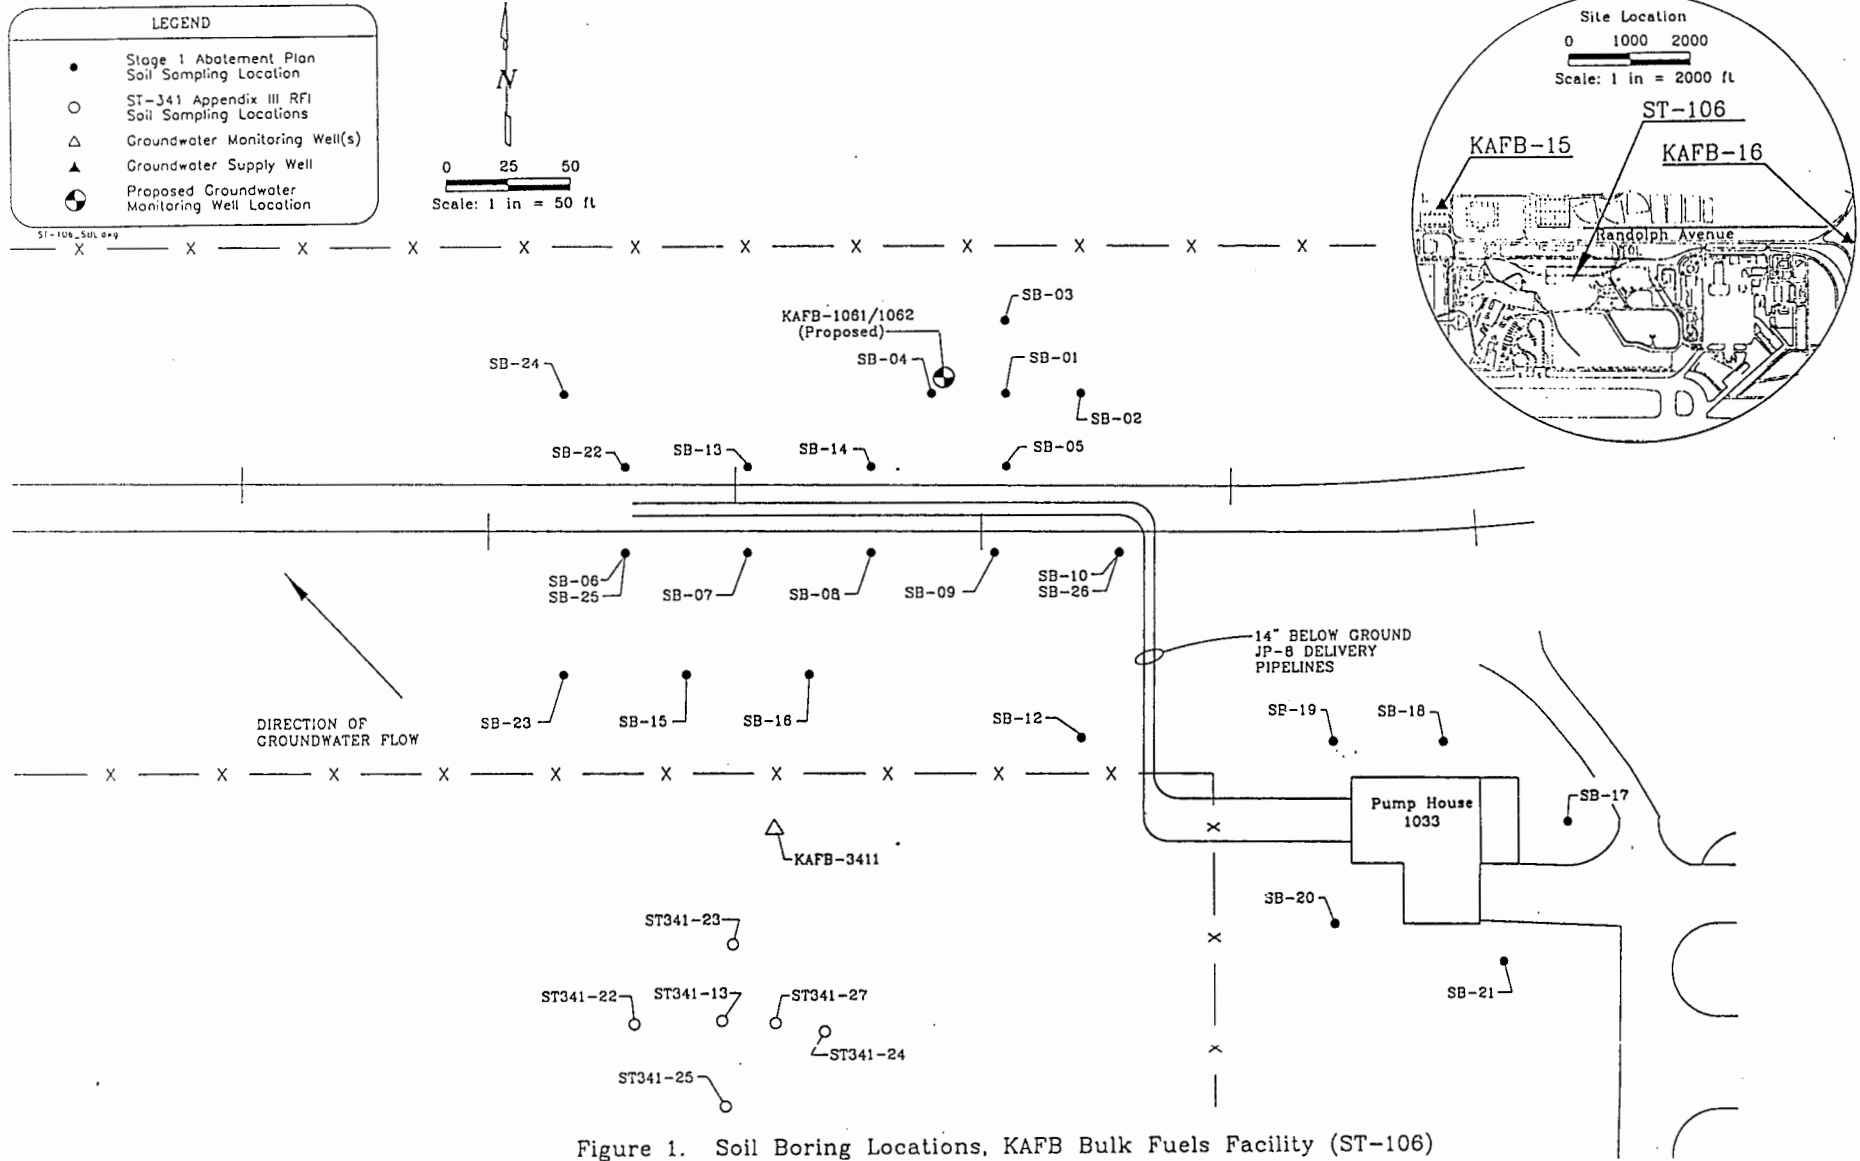 LEGEND
Stage 1 Abatement Plan
Soil Sampling Location
ST-341 Appendix III RFI
Soil Sampling Locations
Groundwater Monitoring Well(s)
Groundwater Supply Well
Proposed Groundwater
Monitoring Well Location
N
0 25 50
Scale: 1 in = 50 ft
Site Location
0 1000 2000
Scale: 1 in = 2000 ft
ST-106
KAFB-15
KAFB-16
Randolph Avenue
X X X X X X X X X X X X
SB-03
KAFB-1061/1062
(Proposed)
SB-24
SB-04
SB-01
SB-02
SB-22
SB-13
SB-14
SB-05
SB-06
SB-25
SB-07
SB-08
SB-09
SB-10
SB-26
14" BELOW GROUND
JP-8 DELIVERY
PIPELINES
DIRECTION OF
GROUNDWATER FLOW
SB-23
SB-15
SB-16
SB-12
SB-19
SB-18
X X X X X X X X X X
Pump House
1033
SB-17
X
KAFB-3411
SB-20
ST341-23
X
SB-21
ST341-22
ST341-13
ST341-27
ST341-24
X
ST341-25
Figure 1. Soil Boring Locations, KAFB Bulk Fuels Facility (ST-106)